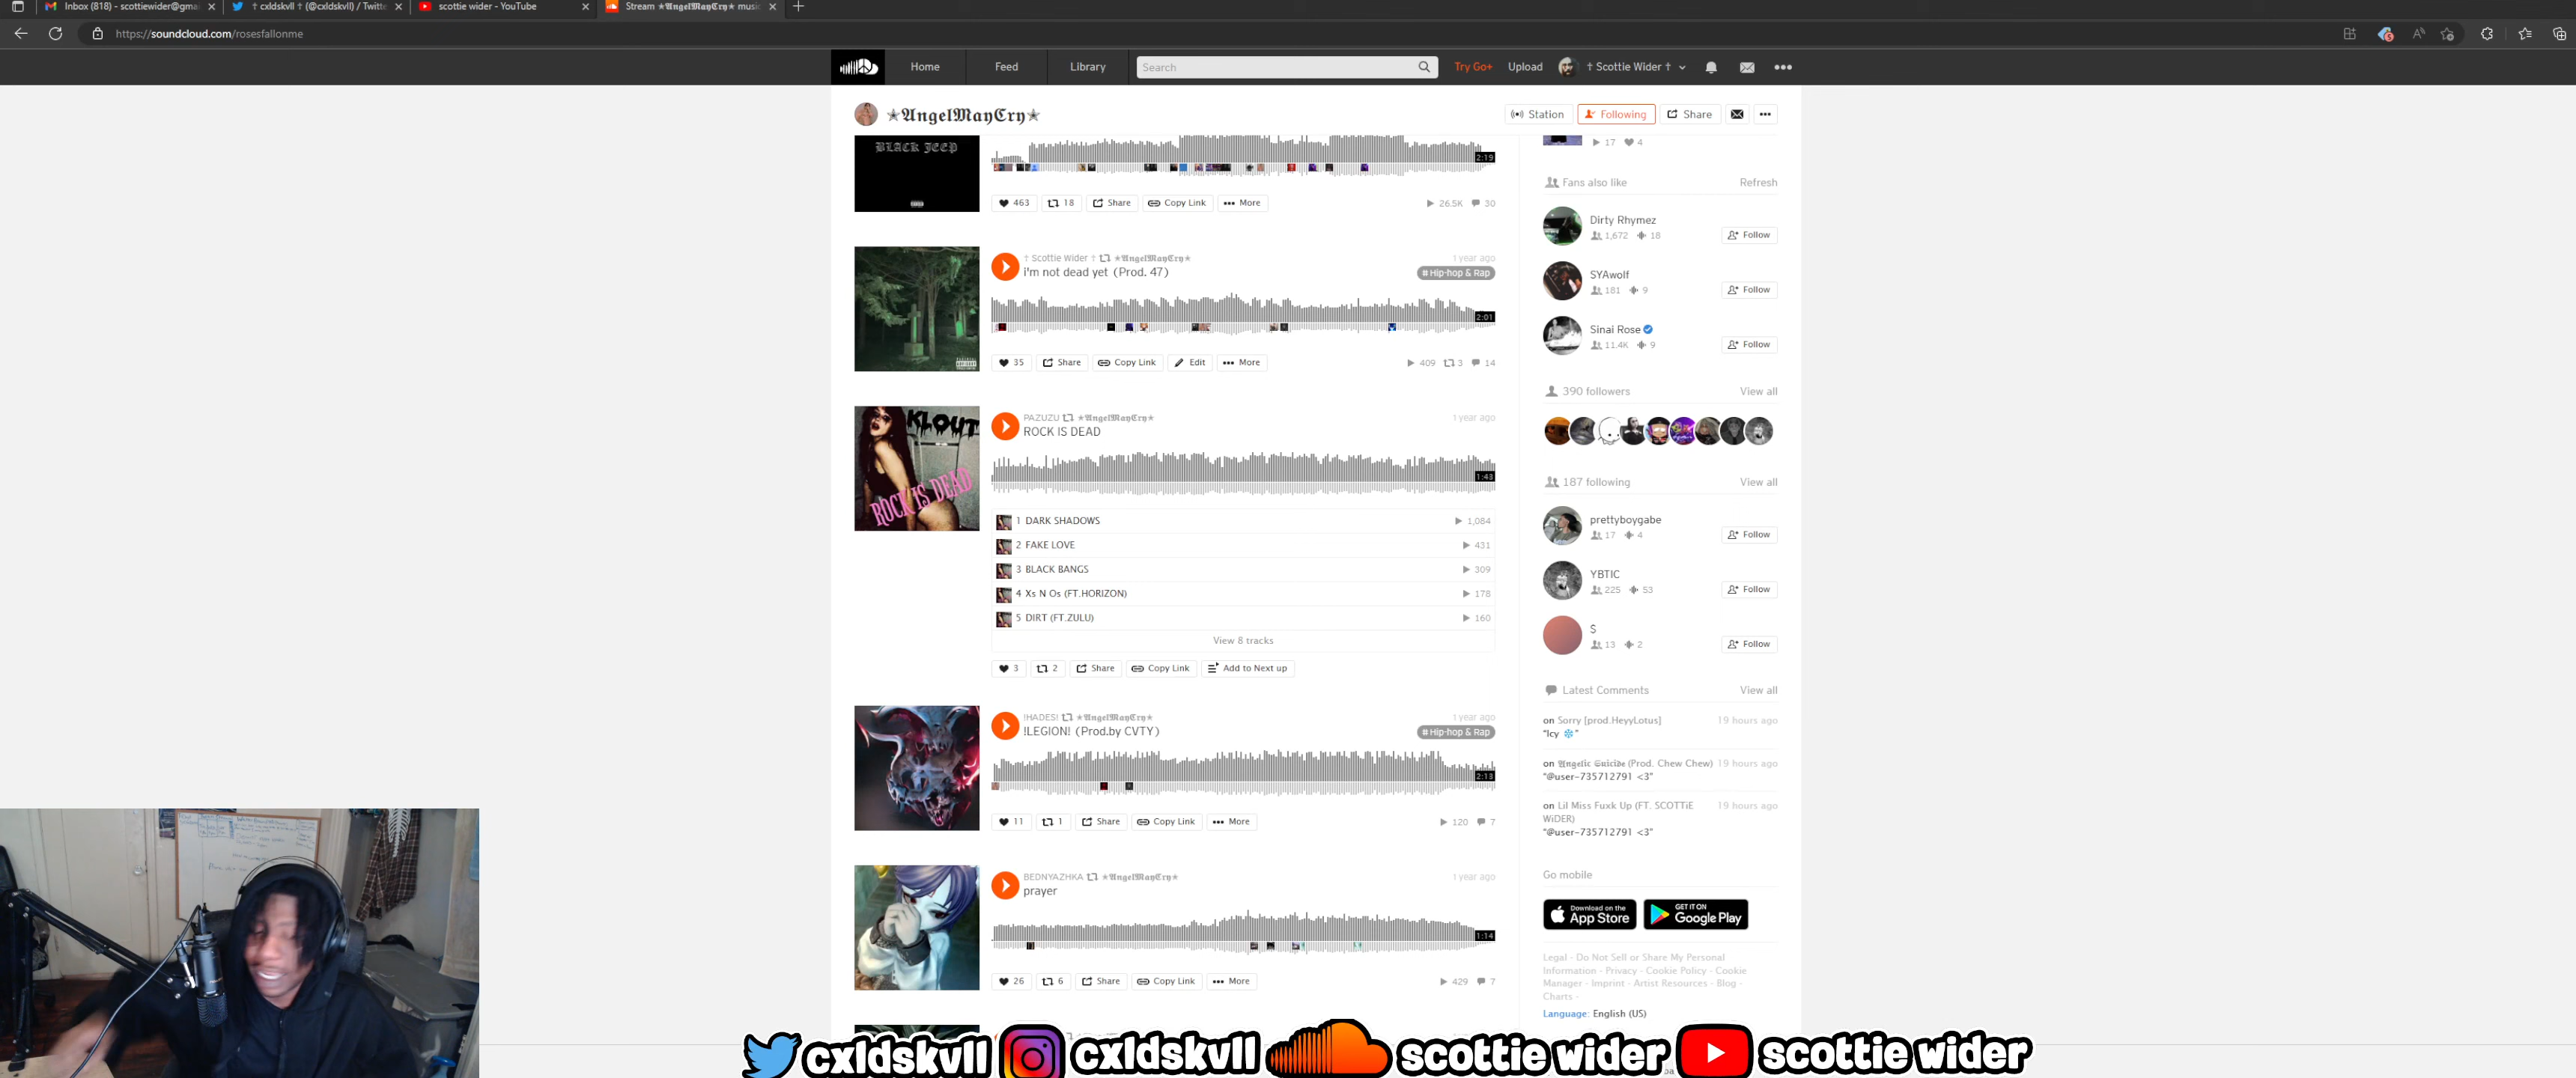 Inbox (818) - scottiewider@gmai
† cxldskvll † (@cxldskvll) / Twitte
scottie wider - YouTube
Stream ✭𝕬𝖓𝖌𝖊𝖑𝕸𝖆𝖞𝕮𝖗𝖞✭ musi
https://soundcloud.com/rosesfallonme
Home
Feed
Library
Search
Try Go+
Upload
† Scottie Wider †
✭𝕬𝖓𝖌𝖊𝖑𝕸𝖆𝖞𝕮𝖗𝖞✭
Station
Following
Share
BLACK JEEP
2:19
463
18
Share
Copy Link
More
26.5K
30
† Scottie Wider † ✭𝕬𝖓𝖌𝖊𝖑𝕸𝖆𝖞𝕮𝖗𝖞✭
1 year ago
i'm not dead yet (Prod. 47)
# Hip-hop & Rap
2:01
35
Share
Copy Link
Edit
More
409
3
14
KLOUT
ROCK IS DEAD
PAZUZU ✭𝕬𝖓𝖌𝖊𝖑𝕸𝖆𝖞𝕮𝖗𝖞✭
1 year ago
ROCK IS DEAD
1:43
1 DARK SHADOWS 1,084
2 FAKE LOVE 431
3 BLACK BANGS 309
4 Xs N Os (FT.HORIZON) 178
5 DIRT (FT.ZULU) 160
View 8 tracks
3
2
Share
Copy Link
Add to Next up
!HADES! ✭𝕬𝖓𝖌𝖊𝖑𝕸𝖆𝖞𝕮𝖗𝖞✭
1 year ago
!LEGION! (Prod.by CVTY)
# Hip-hop & Rap
2:13
11
1
Share
Copy Link
More
120
7
BEDNYAZHKA ✭𝕬𝖓𝖌𝖊𝖑𝕸𝖆𝖞𝕮𝖗𝖞✭
1 year ago
prayer
1:14
26
6
Share
Copy Link
More
429
7
17
4
Fans also like
Refresh
Dirty Rhymez
1,672
18
Follow
SYAwolf
181
9
Follow
Sinai Rose
11.4K
9
Follow
390 followers
View all
187 following
View all
prettyboygabe
17
4
Follow
YBTIC
225
53
Follow
$
13
2
Follow
Latest Comments
View all
on Sorry [prod.HeyyLotus]
19 hours ago
"Icy ❄"
on 𝕬𝖓𝖌𝖊𝖑𝖎𝖈 𝕾𝖚𝖎𝖈𝖎𝖉𝖊 (Prod. Chew Chew)
19 hours ago
"@user-735712791 <3"
on Lil Miss Fuxk Up (FT. SCOTTiE
WiDER)
19 hours ago
"@user-735712791 <3"
Go mobile
Download on the
App Store
GET IT ON
Google Play
Legal - Do Not Sell or Share My Personal
Information - Privacy - Cookie Policy - Cookie
Manager - Imprint - Artist Resources - Blog -
Charts -
Language: English (US)
cxldskvll
cxldskvll
scottie wider
scottie wider